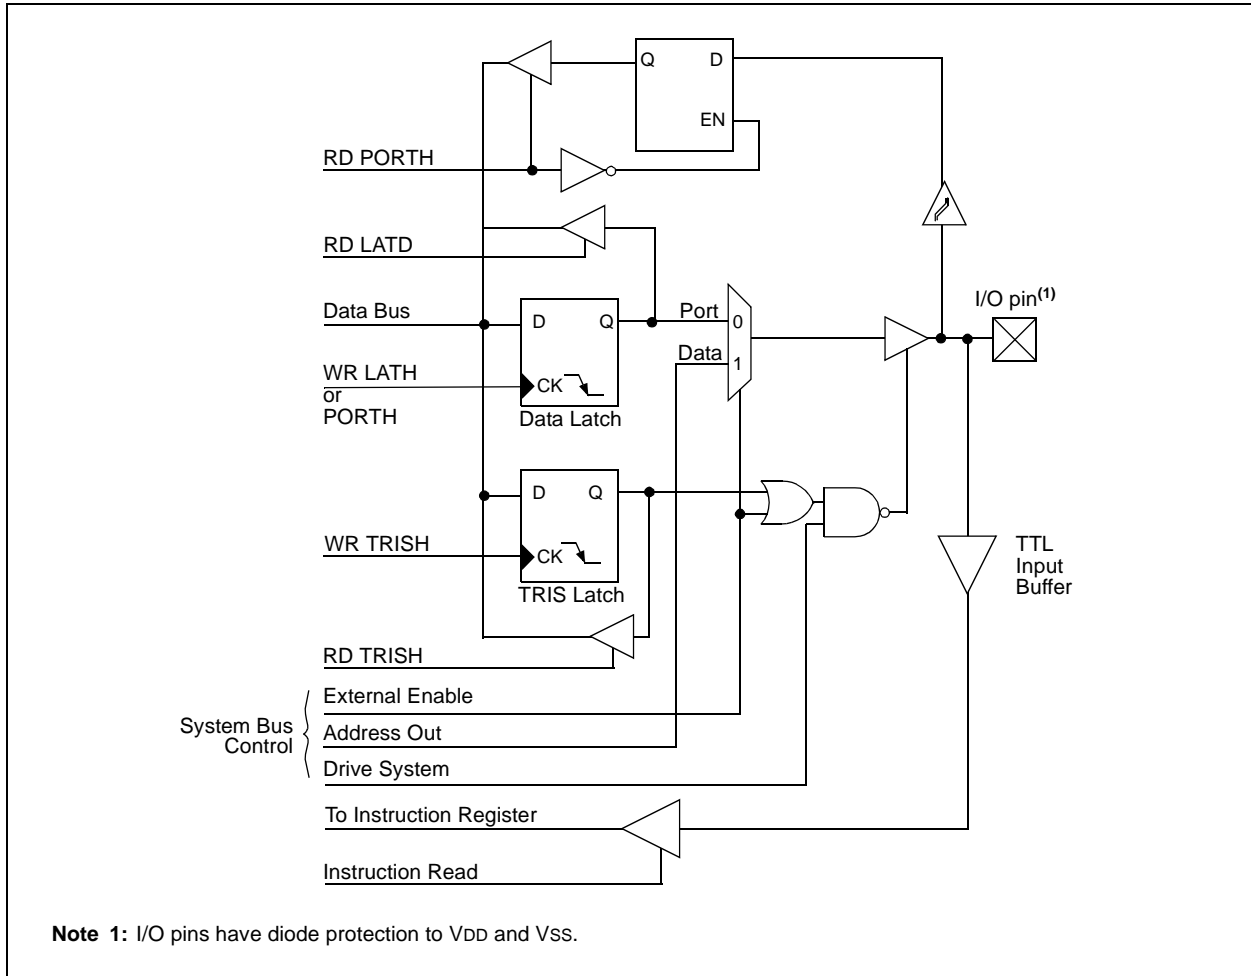 Q D
EN
RD PORTH
RD LATD
I/O pin(1)
Data Bus
D Q
Port
0
Data
1
WR LATH
or
PORTH
CK
Data Latch
D Q
WR TRISH
CK
TRIS Latch
TTL
Input
Buffer
RD TRISH
External Enable
System Bus
Control
Address Out
Drive System
To Instruction Register
Instruction Read
Note 1: I/O pins have diode protection to VDD and VSS.